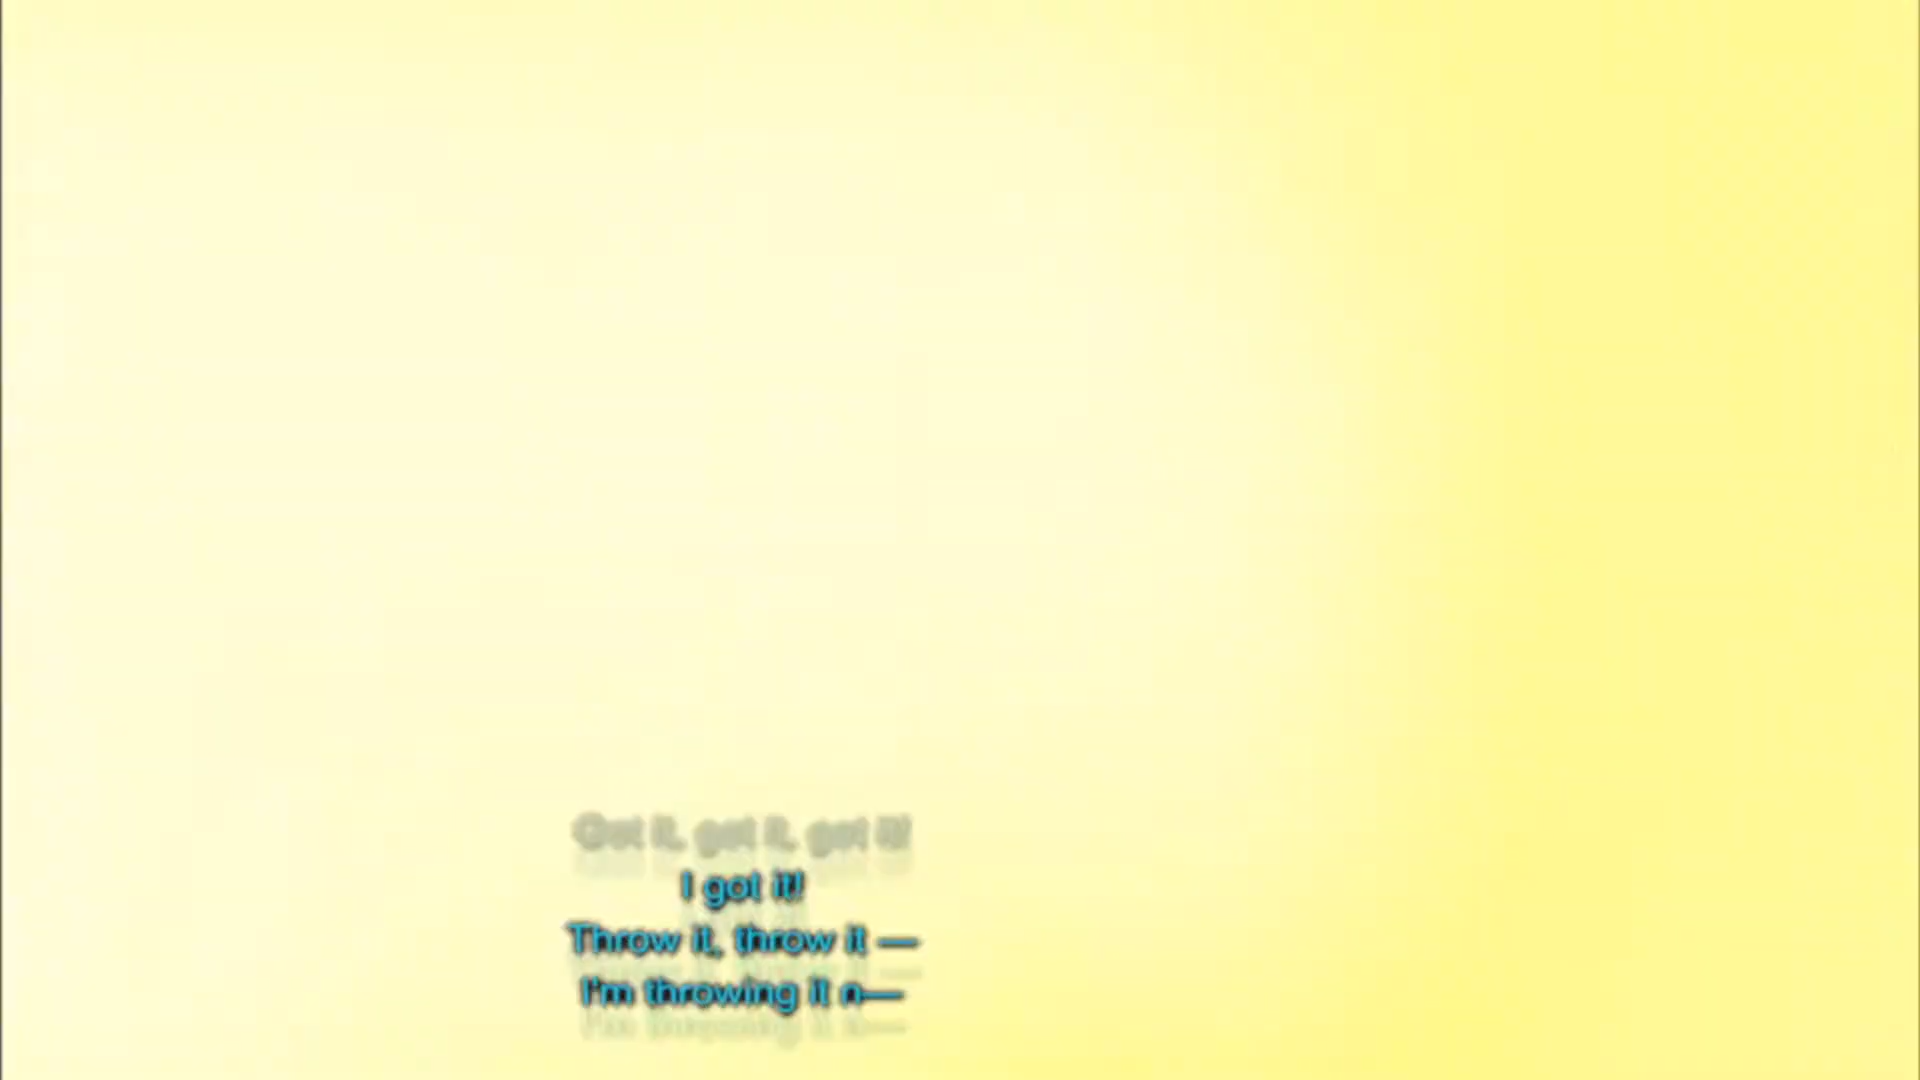 Got it, got it, got it!
I got it!
Throw it, throw it —
I'm throwing it n—